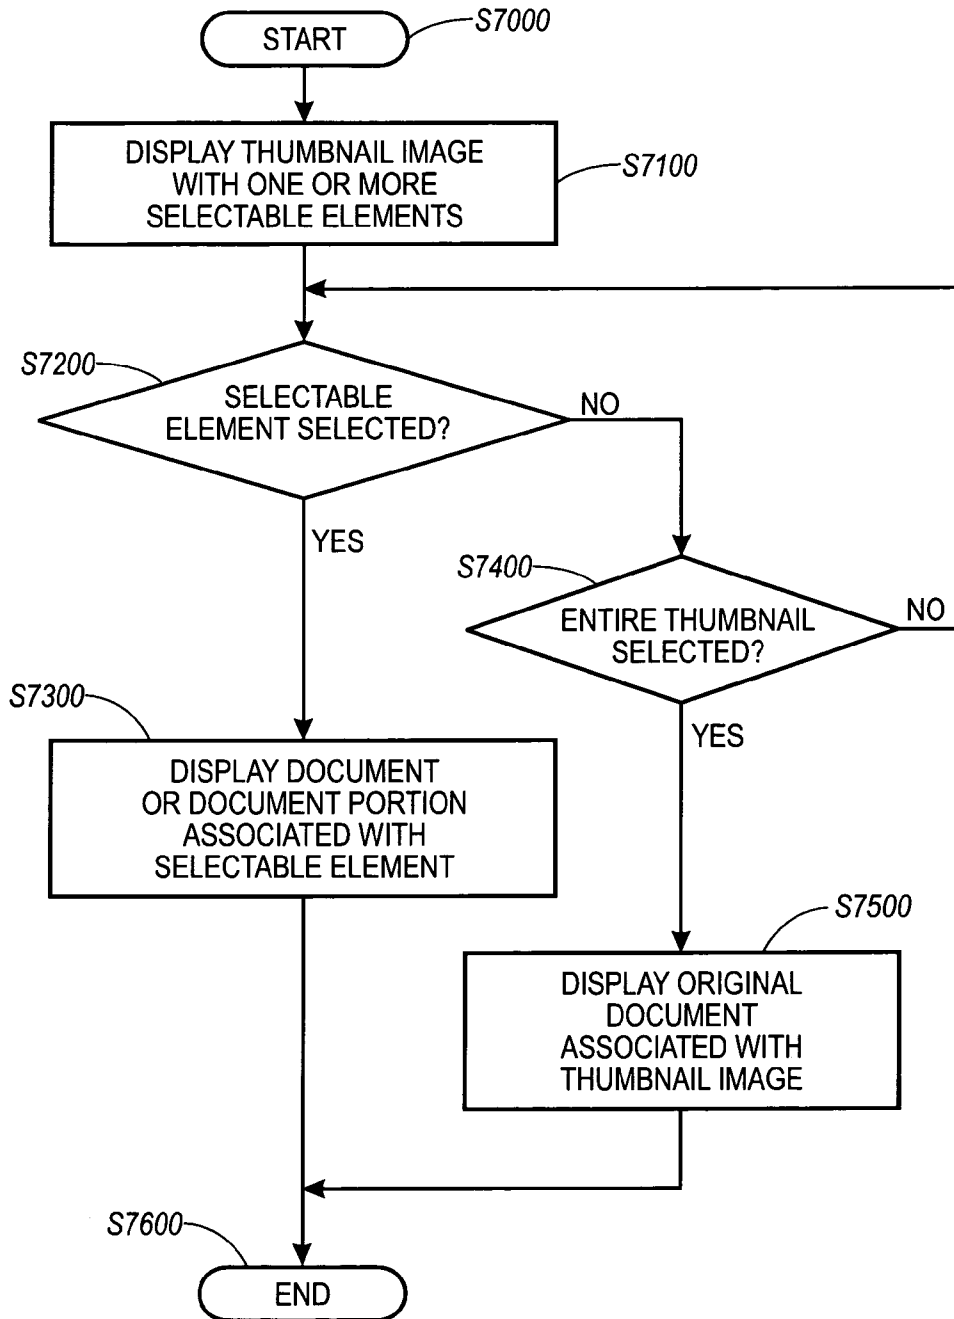 START
S7000
DISPLAY THUMBNAIL IMAGE
WITH ONE OR MORE
SELECTABLE ELEMENTS
S7100
S7200
SELECTABLE
ELEMENT SELECTED?
NO
YES
S7400
ENTIRE THUMBNAIL
SELECTED?
NO
YES
S7300
DISPLAY DOCUMENT
OR DOCUMENT PORTION
ASSOCIATED WITH
SELECTABLE ELEMENT
S7500
DISPLAY ORIGINAL
DOCUMENT
ASSOCIATED WITH
THUMBNAIL IMAGE
S7600
END